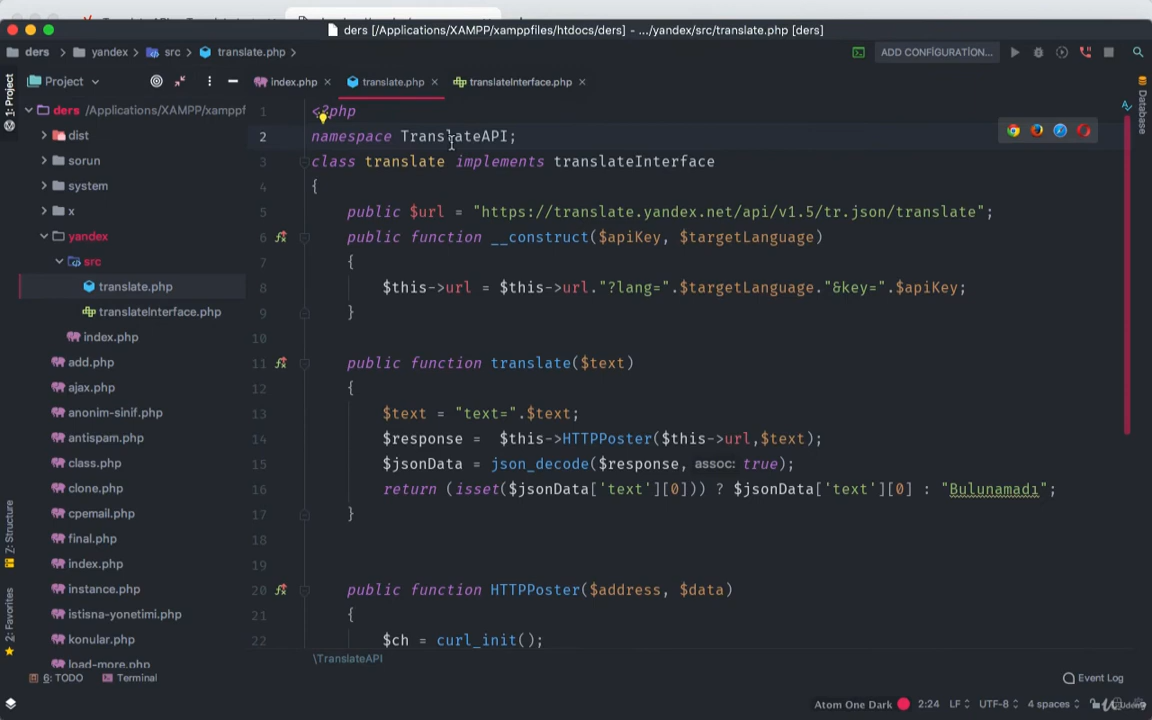 ders [/Applications/XAMPP/xamppfiles/htdocs/ders] - .../yandex/src/translate.php [ders]
ders yandex src translate.php
ADD CONFIGURATION...
1: Project
Project
index.php translate.php translateInterface.php
Database
ders /Applications/XAMPP/xamppf
dist
sorun
system
x
yandex
src
translate.php
translateInterface.php
index.php
add.php
ajax.php
anonim-sinif.php
antispam.php
class.php
clone.php
cpemail.php
final.php
index.php
instance.php
istisna-yonetimi.php
konular.php
load-more.php
1 <?php
2 namespace TranslateAPI;
3 class translate implements translateInterface
4 {
5 public $url = "https://translate.yandex.net/api/v1.5/tr.json/translate";
6 public function __construct($apiKey, $targetLanguage)
7 {
8 $this->url = $this->url."?lang=".$targetLanguage."&key=".$apiKey;
9 }
10
11 public function translate($text)
12 {
13 $text = "text=".$text;
14 $response = $this->HTTPPoster($this->url,$text);
15 $jsonData = json_decode($response, assoc: true);
16 return (isset($jsonData['text'][0])) ? $jsonData['text'][0] : "Bulunamadı";
17 }
18
19
20 public function HTTPPoster($address, $data)
21 {
22 $ch = curl_init();
\TranslateAPI
Z: Structure
2: Favorites
6: TODO Terminal
Event Log
Atom One Dark 2:24 LF UTF-8 4 spaces
Udemy